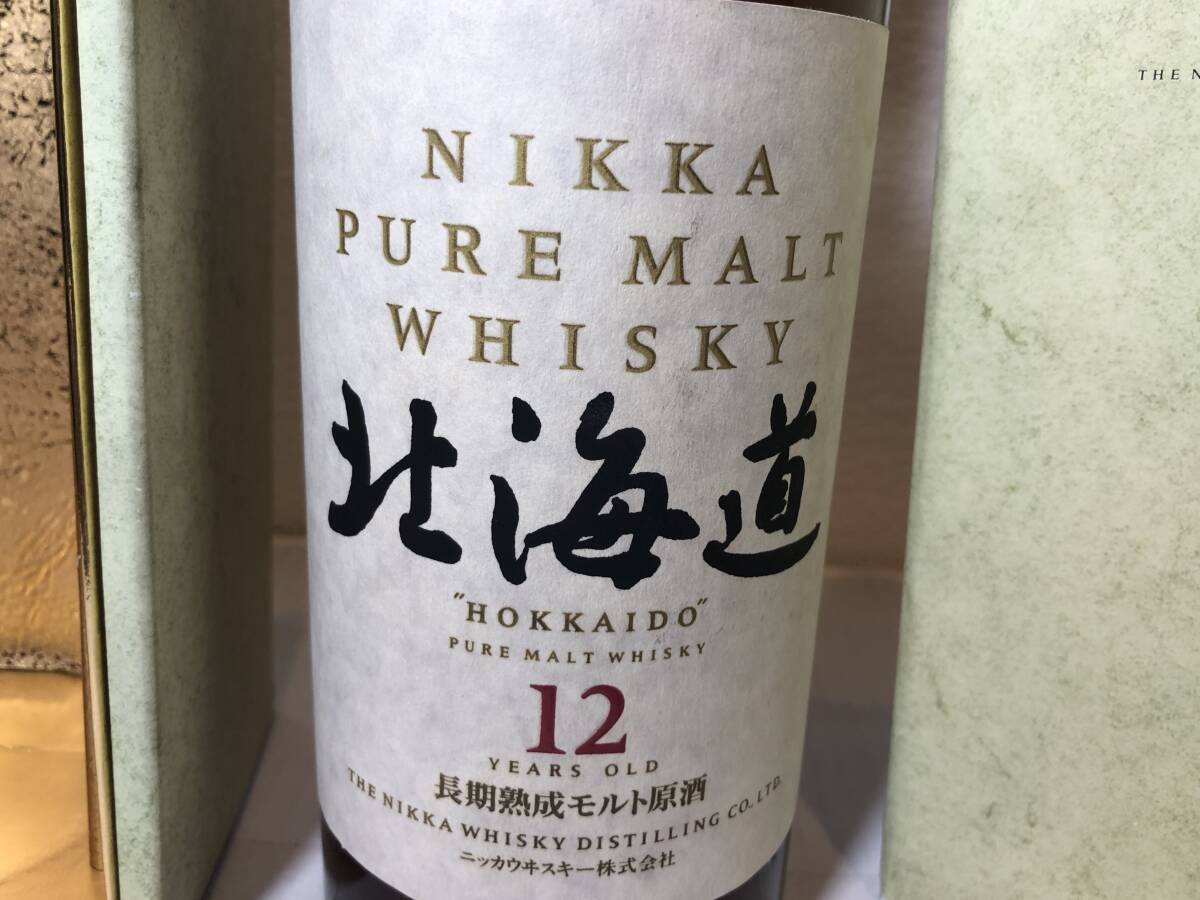 NIKKA
PURE MALT
WHISKY
北海道
"HOKKAIDO"
PURE MALT WHISKY
12
YEARS OLD
長期熟成モルト原酒
THE NIKKA WHISKY DISTILLING CO., LTD.
ニッカウヰスキー株式会社
THE N